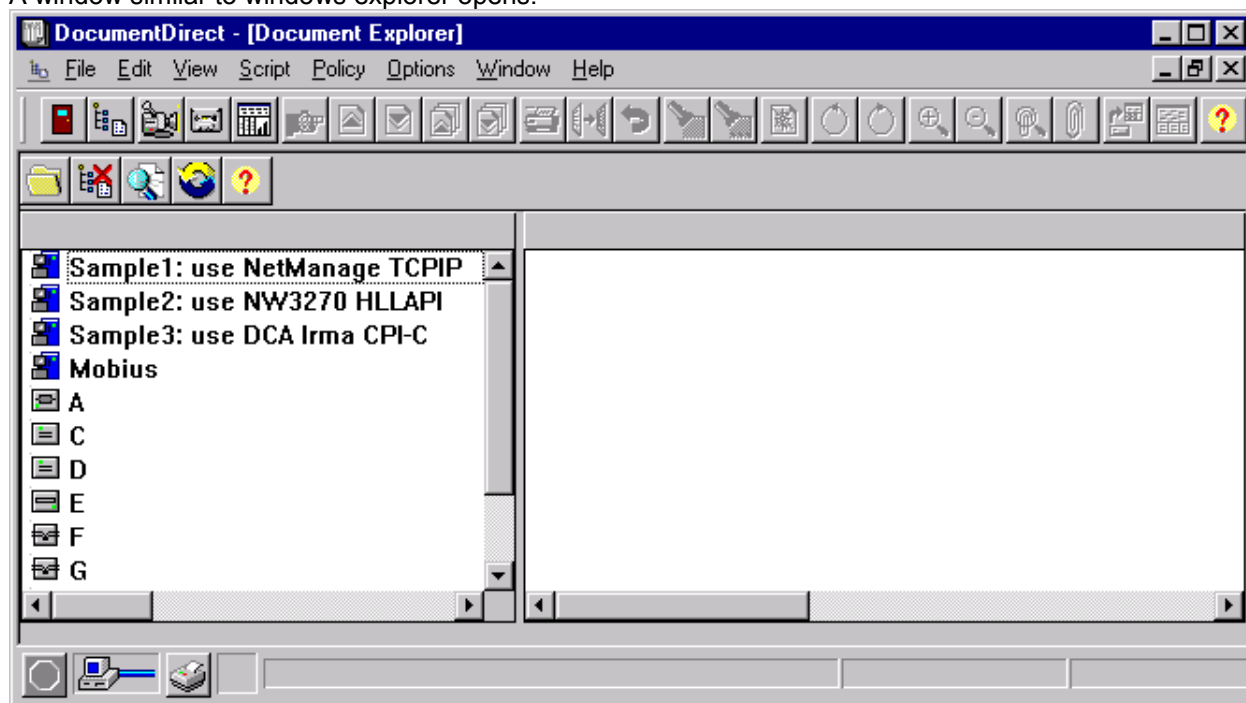 A window similar to windows explorer opens.
DocumentDirect - [Document Explorer]
File Edit View Script Policy Options Window Help
Sample1: use NetManage TCPIP
Sample2: use NW3270 HLLAPI
Sample3: use DCA Irma CPI-C
Mobius
A
C
D
E
F
G